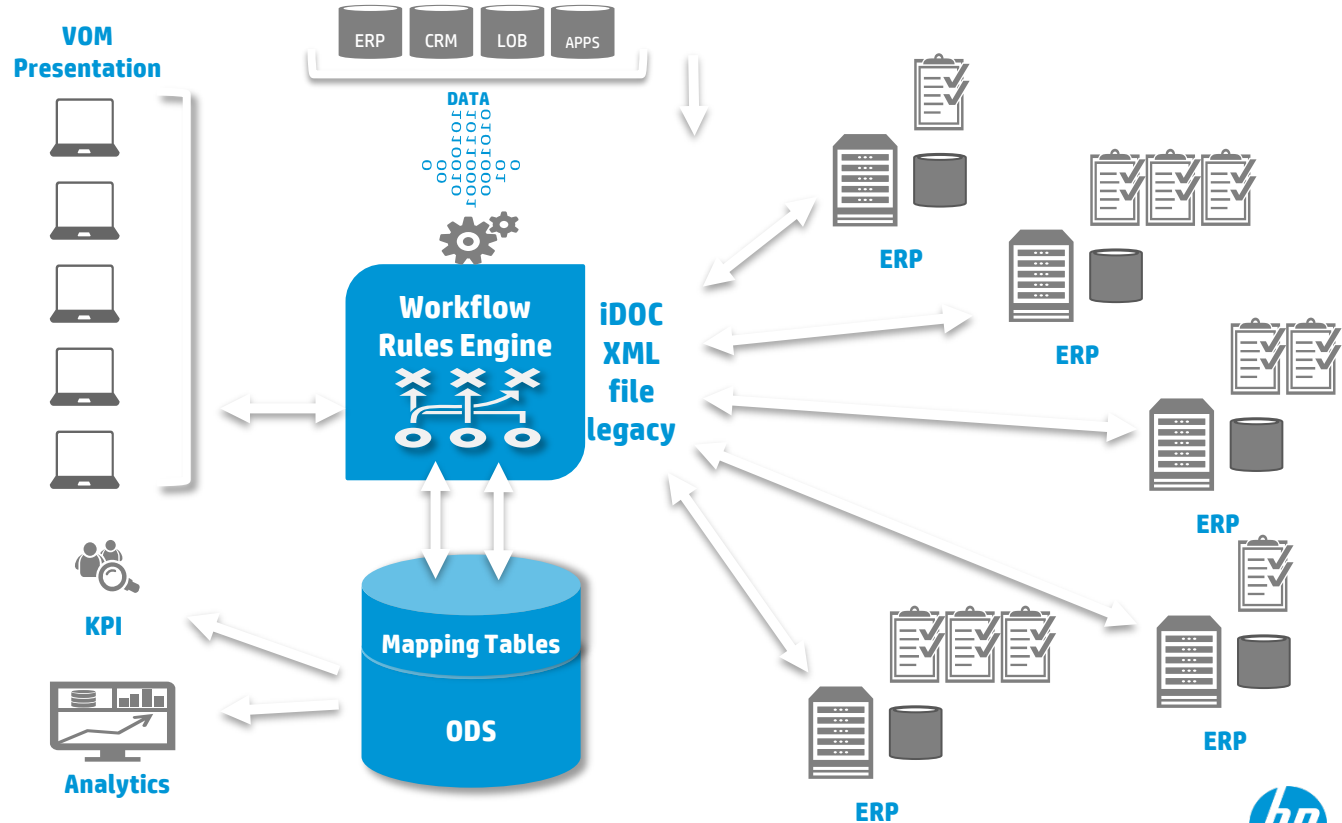 VOM
Presentation
ERP
CRM
LOB
APPS
DATA
Workflow
Rules Engine
iDOC
XML
file
legacy
ERP
ERP
ERP
ERP
ERP
KPI
Analytics
Mapping Tables
ODS
hp